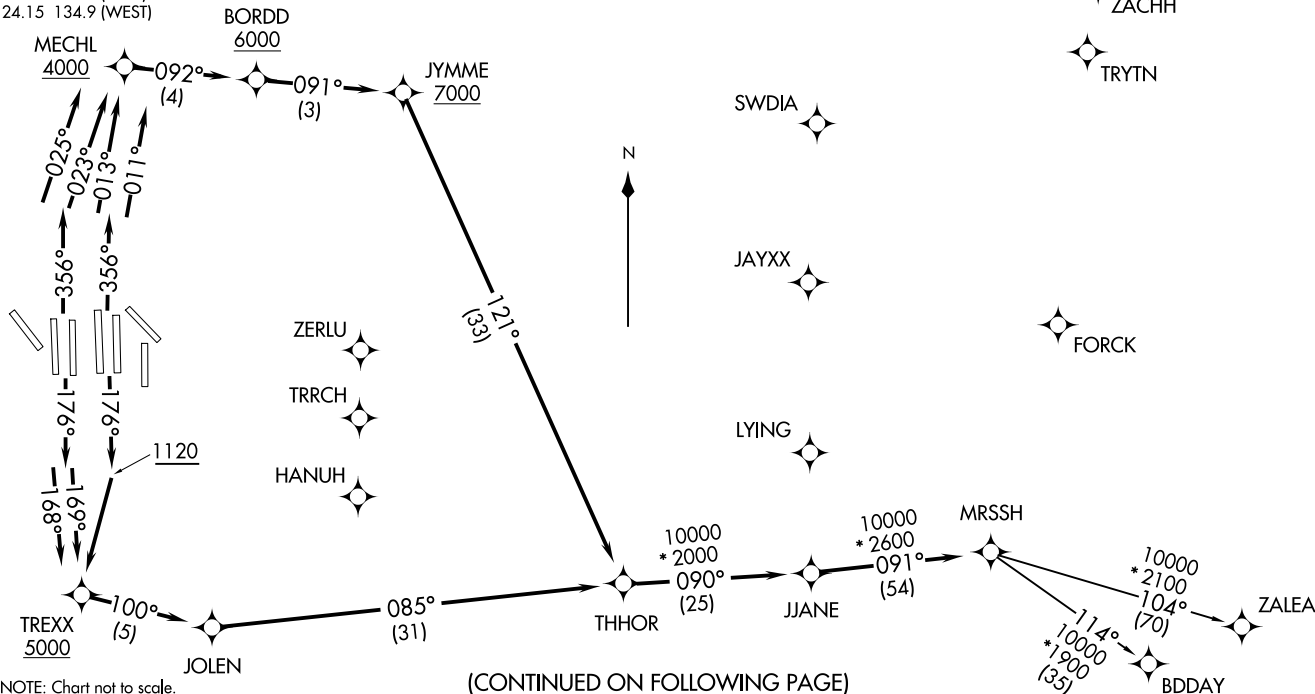 24.15 134.9 (WEST)
ZACHH
BORDD
6000
MECHL
4000
092°
(4)
091°
(3)
JYMME
7000
TRYTN
SWDIA
025°
023°
013°
011°
N
356°
356°
JAYXX
121°
(33)
ZERLU
FORCK
TRRCH
176°
176°
LYING
1120
HANUH
168°
169°
MRSSH
10000
*2000
090°
(25)
10000
*2600
091°
(54)
10000
*2100
104°
(70)
TREXX
5000
100°
(5)
085°
(31)
THHOR
JJANE
ZALEA
114°
10000
*1900
(35)
JOLEN
BDDAY
NOTE: Chart not to scale.
(CONTINUED ON FOLLOWING PAGE)